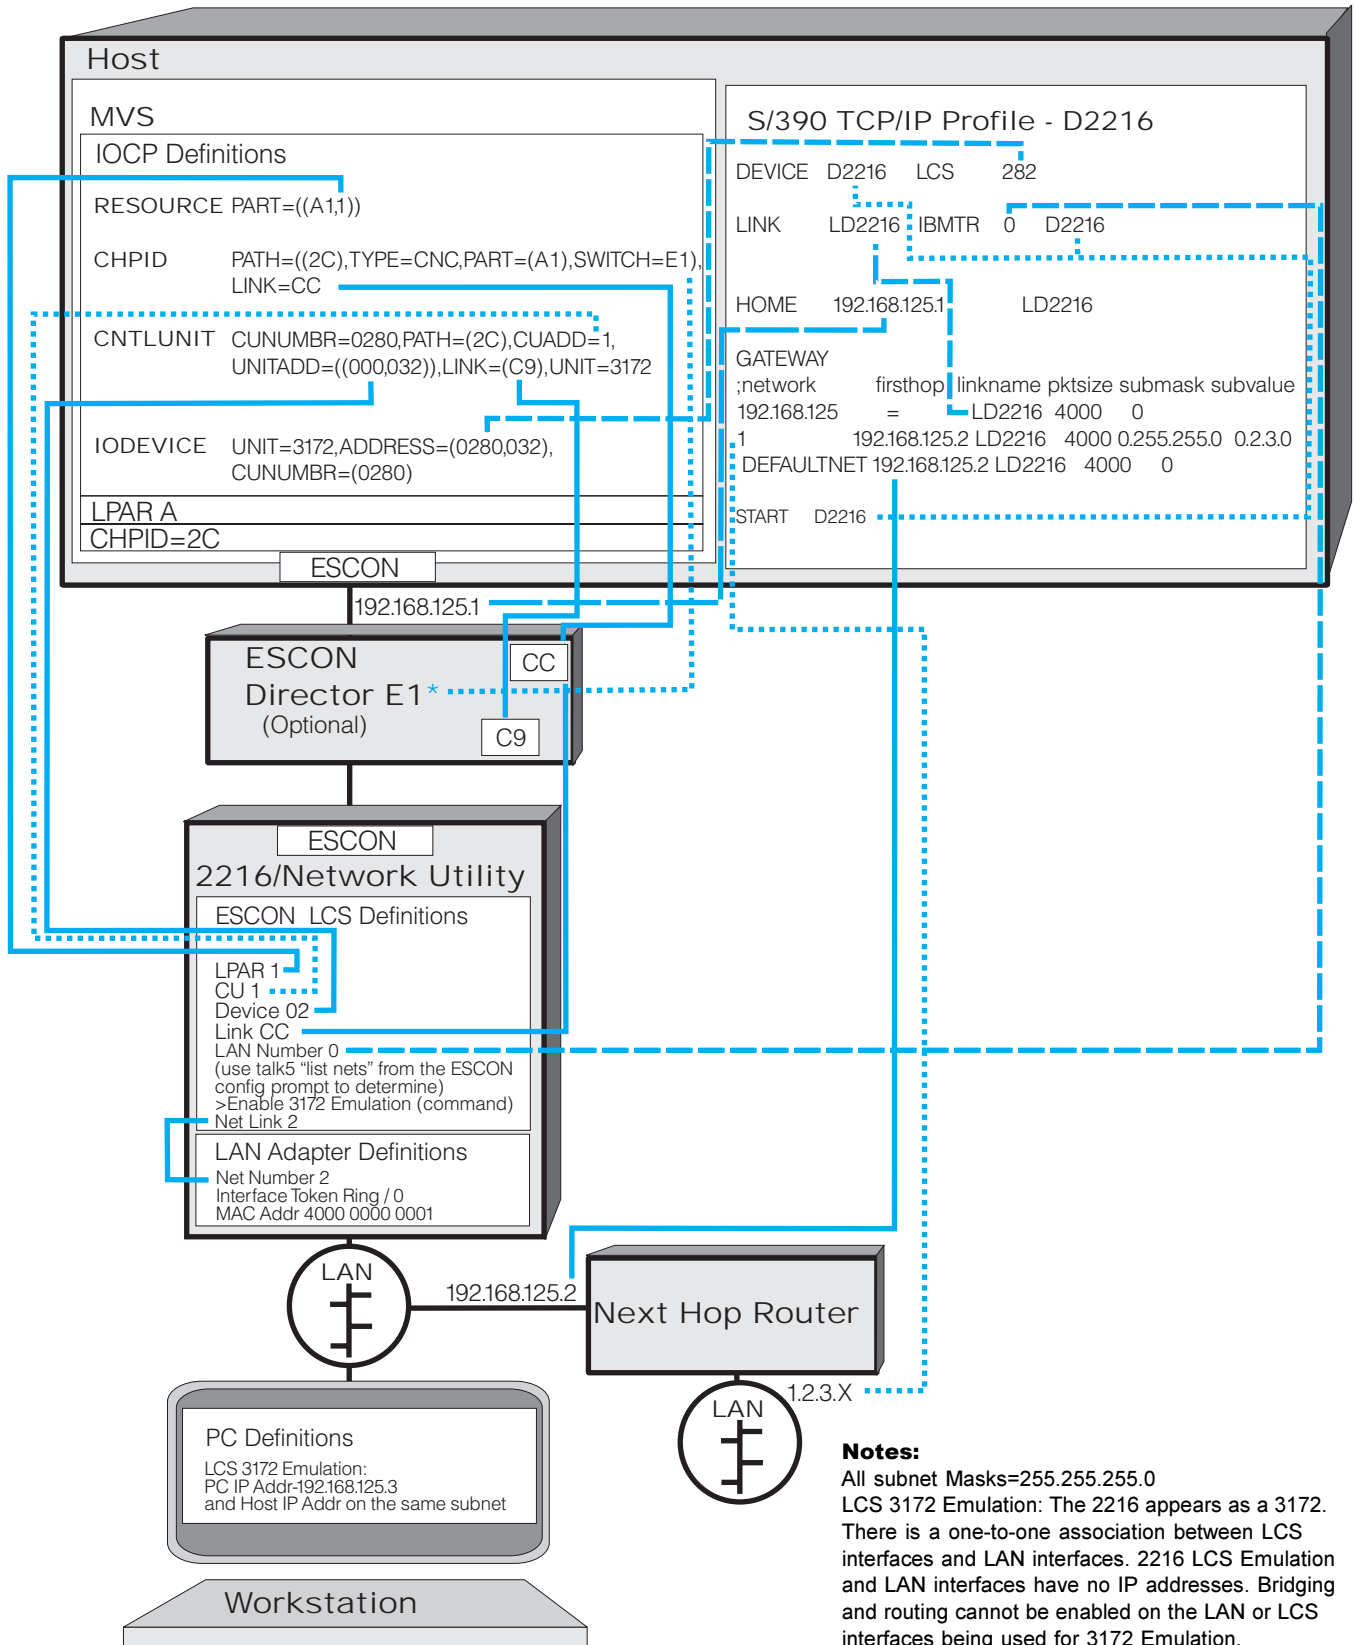 Host
MVS
IOCP Definitions
RESOURCE PART=((A1,1))
CHPID PATH=((2C),TYPE=CNC,PART=(A1),SWITCH=E1),
LINK=CC
CNTLUNIT CUNUMBR=0280,PATH=(2C),CUADD=1,
UNITADD=((000,032)),LINK=(C9),UNIT=3172
IODEVICE UNIT=3172,ADDRESS=(0280,032),
CUNUMBR=(0280)
LPAR A
CHPID=2C
ESCON
S/390 TCP/IP Profile - D2216
DEVICE D2216 LCS 282
LINK LD2216 IBMTR 0 D2216
HOME 192.168.125.1 LD2216
GATEWAY
;network firsthop linkname pktsize submask subvalue
192.168.125 = LD2216 4000 0
1 192.168.125.2 LD2216 4000 0.255.255.0 0.2.3.0
DEFAULTNET 192.168.125.2 LD2216 4000 0
START D2216
192.168.125.1
ESCON
Director E1*
(Optional)
CC
C9
ESCON
2216/Network Utility
ESCON LCS Definitions
LPAR 1
CU 1
Device 02
Link CC
LAN Number 0
(use talk5 “list nets” from the ESCON
config prompt to determine)
>Enable 3172 Emulation (command)
Net Link 2
LAN Adapter Definitions
Net Number 2
Interface Token Ring / 0
MAC Addr 4000 0000 0001
LAN
192.168.125.2
Next Hop Router
LAN
1.2.3.X
PC Definitions
LCS 3172 Emulation:
PC IP Addr-192.168.125.3
and Host IP Addr on the same subnet
Workstation
Notes:
All subnet Masks=255.255.255.0
LCS 3172 Emulation: The 2216 appears as a 3172.
There is a one-to-one association between LCS
interfaces and LAN interfaces. 2216 LCS Emulation
and LAN interfaces have no IP addresses. Bridging
and routing cannot be enabled on the LAN or LCS
interfaces being used for 3172 Emulation.